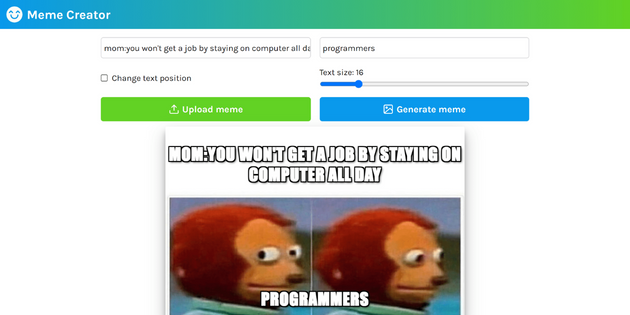 Meme Creator
mom:you won't get a job by staying on computer all da
programmers
Change text position
Text size: 16
Upload meme
Generate meme
MOM:YOU WON'T GET A JOB BY STAYING ON
COMPUTER ALL DAY
PROGRAMMERS